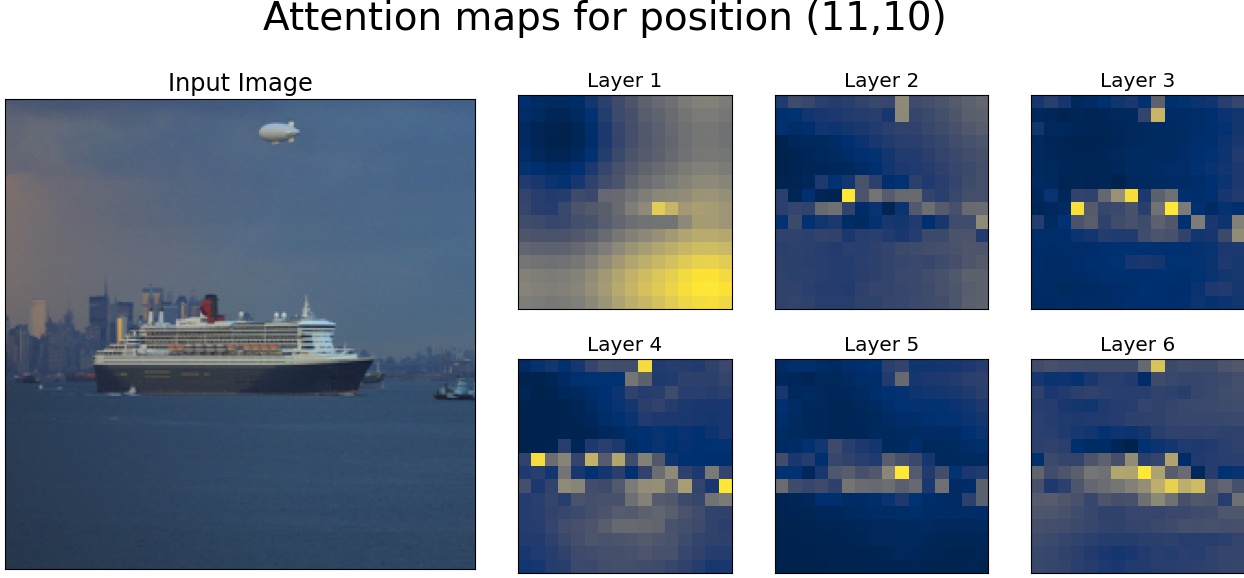 Attention maps for position (11,10)
Input Image
Layer 1
Layer 2
Layer 3
Layer 4
Layer 5
Layer 6